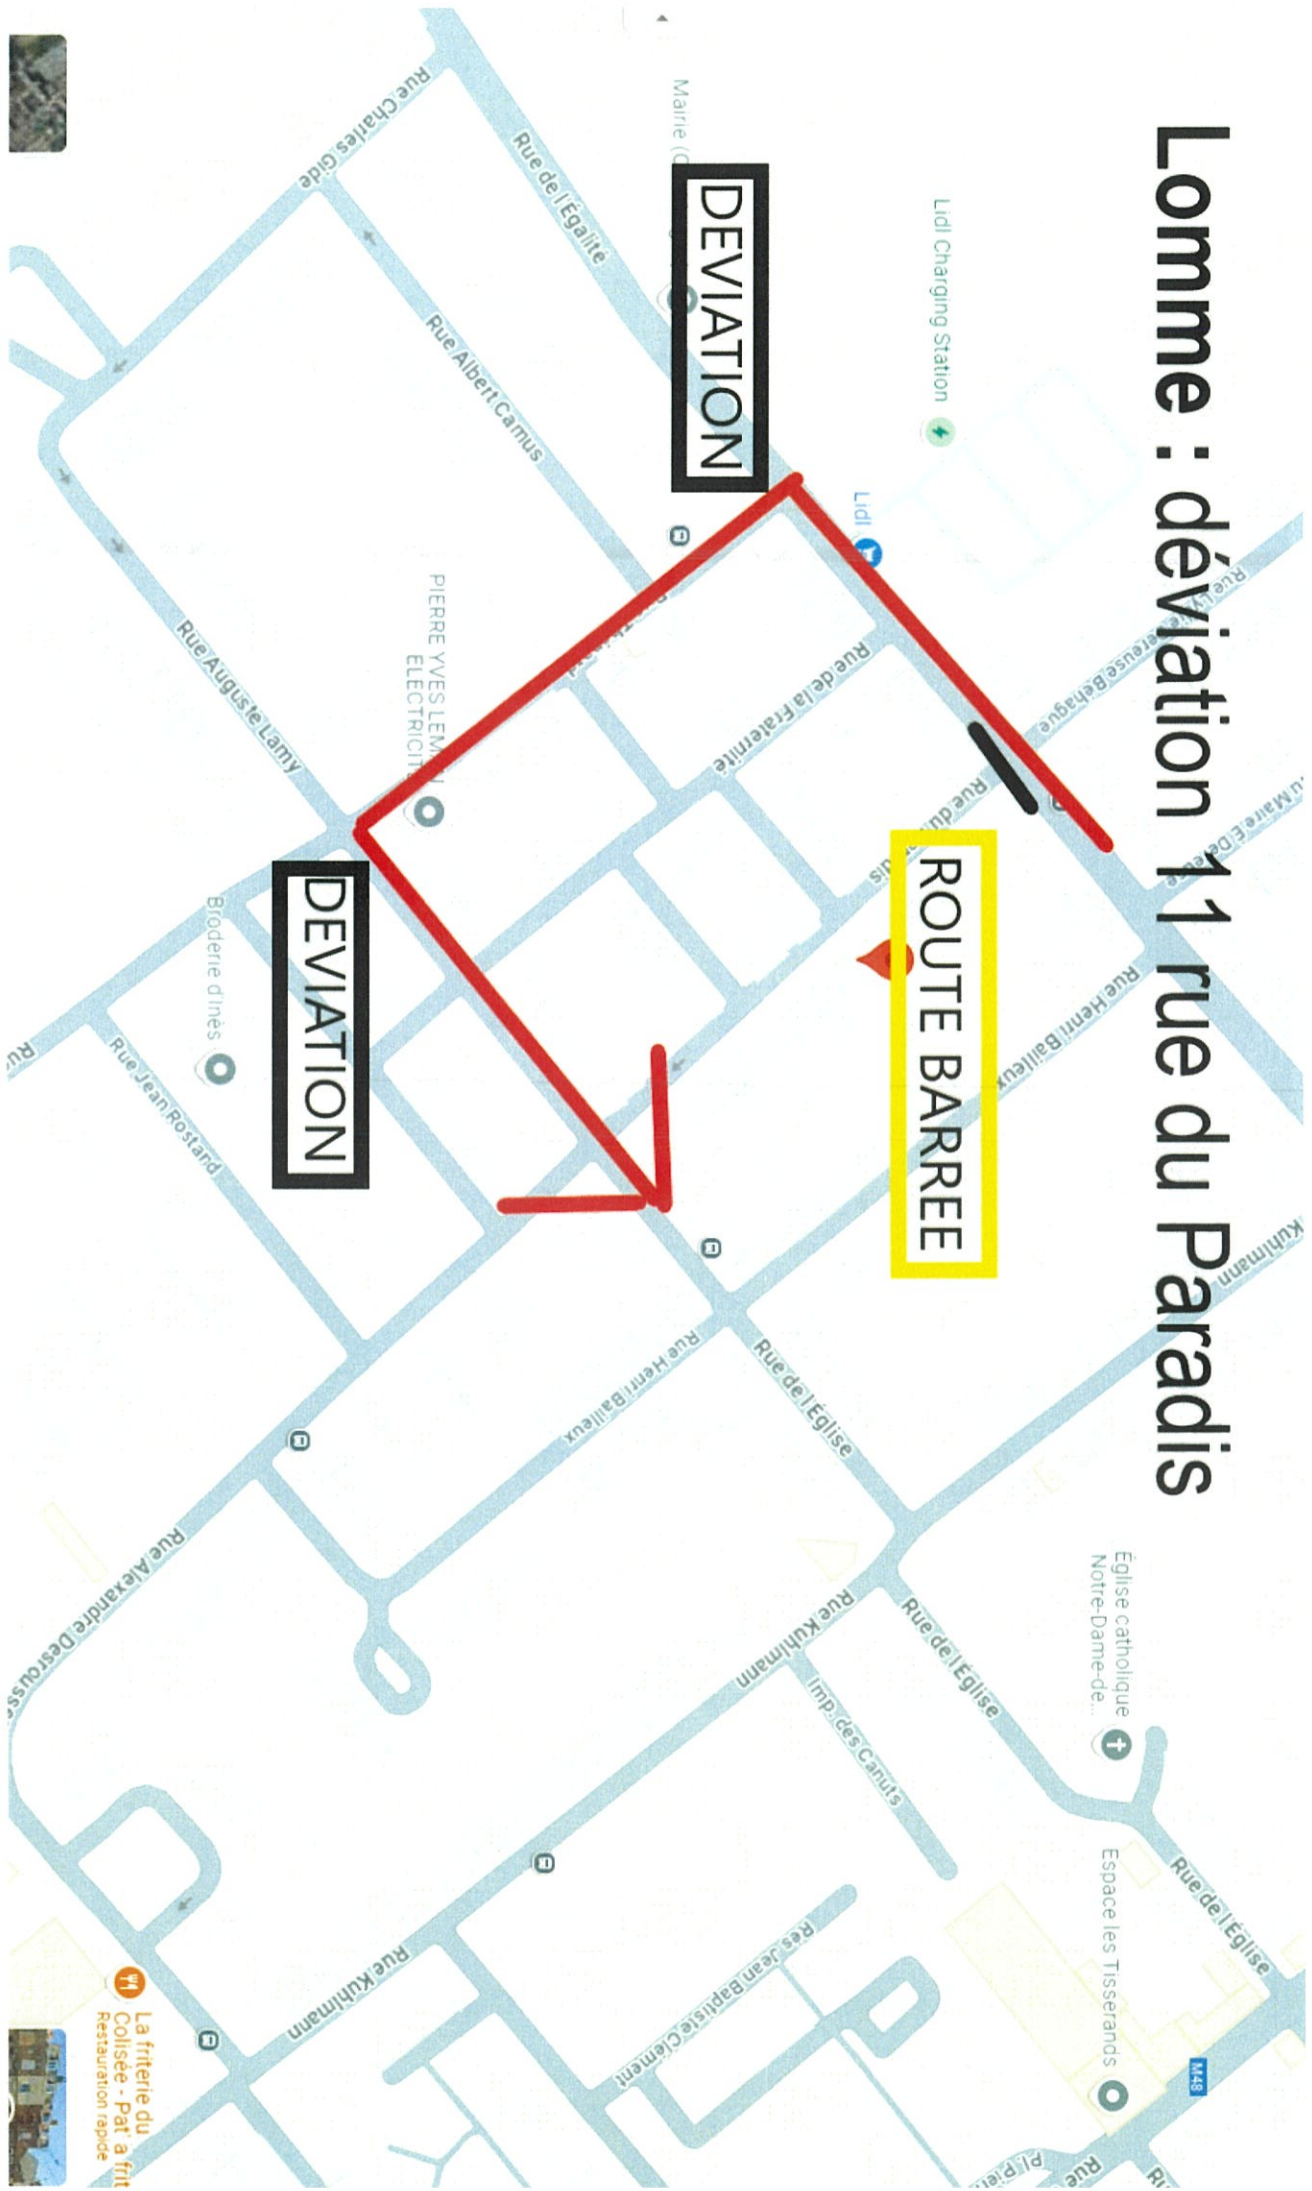 Lomme : déviation 11 rue du Paradis
Lidl Charging Station
Lidl
Mairie
DEVIATION
Rue Charles Gide
Rue de l'Égalité
Rue Albert Camus
Rue de la Fraternité
ROUTE BARREE
Rue Henri Bailleux
Kuhlmann
PIERRE YVES
Rue Auguste Lamy
DEVIATION
Broderie d'Inès
Rue Jean Rostand
Rue
Rue Henri Bailleux
Rue de l'Église
Église catholique
Notre-Dame-de...
Rue Kuhlmann
Rue de l'Église
Imp. des Canuts
Espace les Tisserands
Rue de l'Église
M48
Rue Alexandre
Rés Jean Baptiste Clément
Rue Kuhlmann
Rue
La friterie du
Colisée - Pat' a frit
Restauration rapide